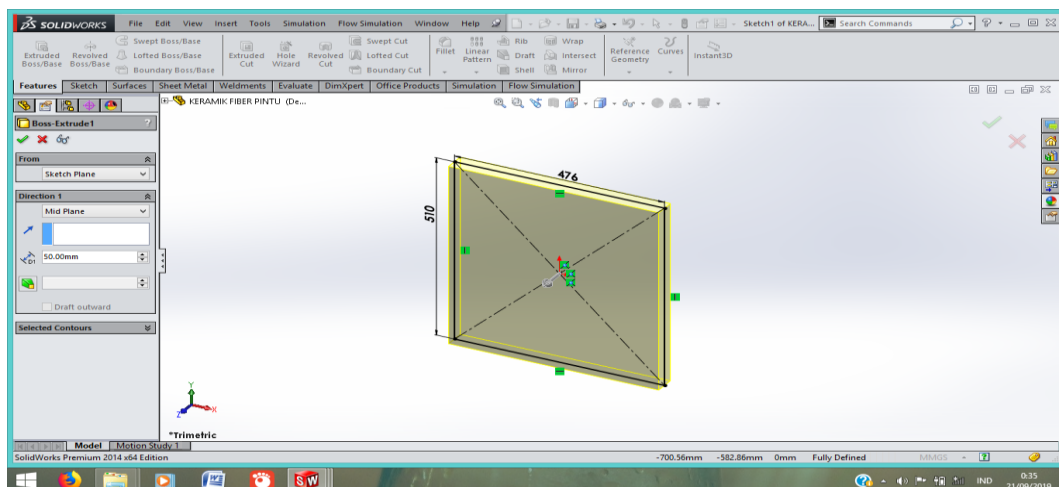 SOLIDWORKS File Edit View Insert Tools Simulation Flow Simulation Window Help Sketch1 of KERA... Search Commands
Extruded Boss/Base
Revolved Boss/Base
Swept Boss/Base
Lofted Boss/Base
Boundary Boss/Base
Extruded Cut
Hole Wizard
Revolved Cut
Swept Cut
Lofted Cut
Boundary Cut
Fillet
Linear Pattern
Rib
Draft
Shell
Wrap
Intersect
Mirror
Reference Geometry
Curves
Instant3D
Features Sketch Surfaces Sheet Metal Weldments Evaluate DimXpert Office Products Simulation Flow Simulation
KERAMIK FIBER PINTU (De...
Boss-Extrude1 ?
From
Sketch Plane
Direction 1
Mid Plane
D1 50.00mm
Draft outward
Selected Contours
476
510
Y
X
Z
*Trimetric
Model Motion Study 1
SolidWorks Premium 2014 x64 Edition -700.56mm -582.86mm 0mm Fully Defined MMGS
IND 0:35
21/09/2019